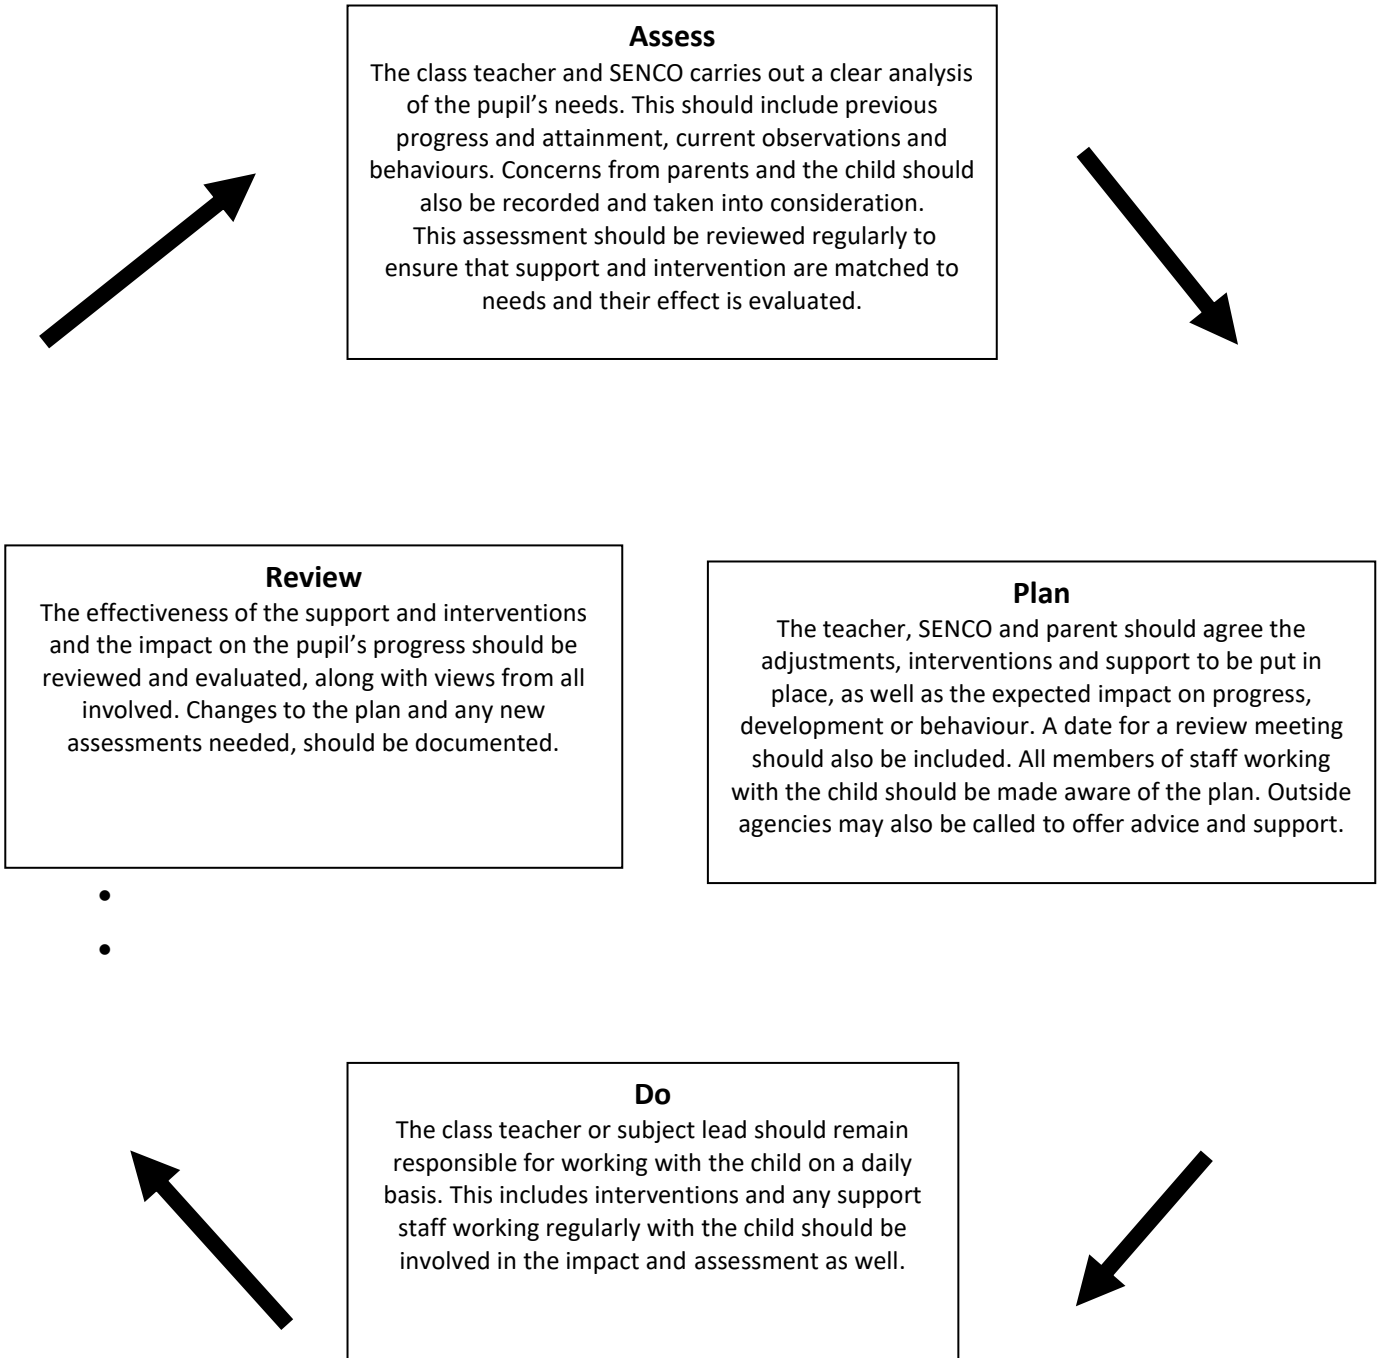 Assess
The class teacher and SENCO carries out a clear analysis
of the pupil’s needs. This should include previous
progress and attainment, current observations and
behaviours. Concerns from parents and the child should
also be recorded and taken into consideration.
This assessment should be reviewed regularly to
ensure that support and intervention are matched to
needs and their effect is evaluated.
Review
The effectiveness of the support and interventions
and the impact on the pupil’s progress should be
reviewed and evaluated, along with views from all
involved. Changes to the plan and any new
assessments needed, should be documented.
Plan
The teacher, SENCO and parent should agree the
adjustments, interventions and support to be put in
place, as well as the expected impact on progress,
development or behaviour. A date for a review meeting
should also be included. All members of staff working
with the child should be made aware of the plan. Outside
agencies may also be called to offer advice and support.
Do
The class teacher or subject lead should remain
responsible for working with the child on a daily
basis. This includes interventions and any support
staff working regularly with the child should be
involved in the impact and assessment as well.